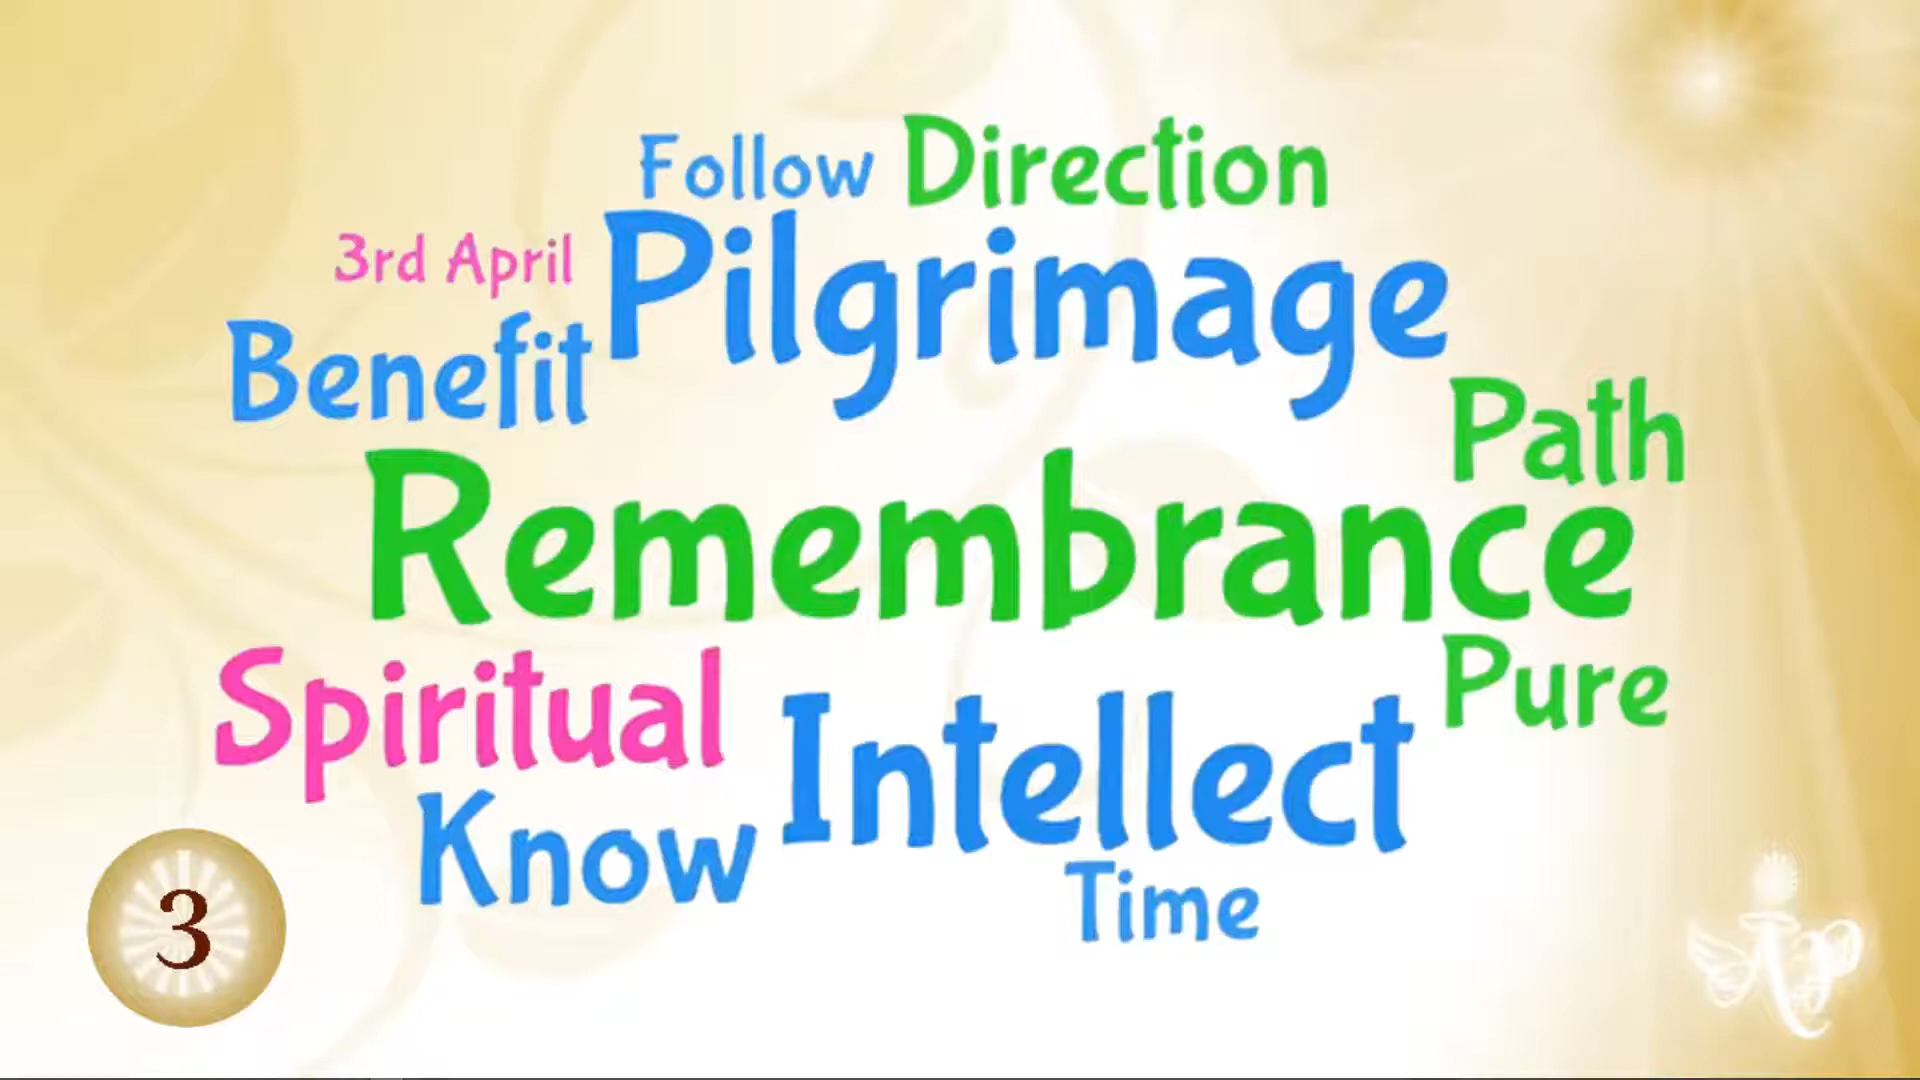 Follow Direction
3rd April Pilgrimage
Benefit
Path
Remembrance
Spiritual Pure
Intellect
Know
Time
3